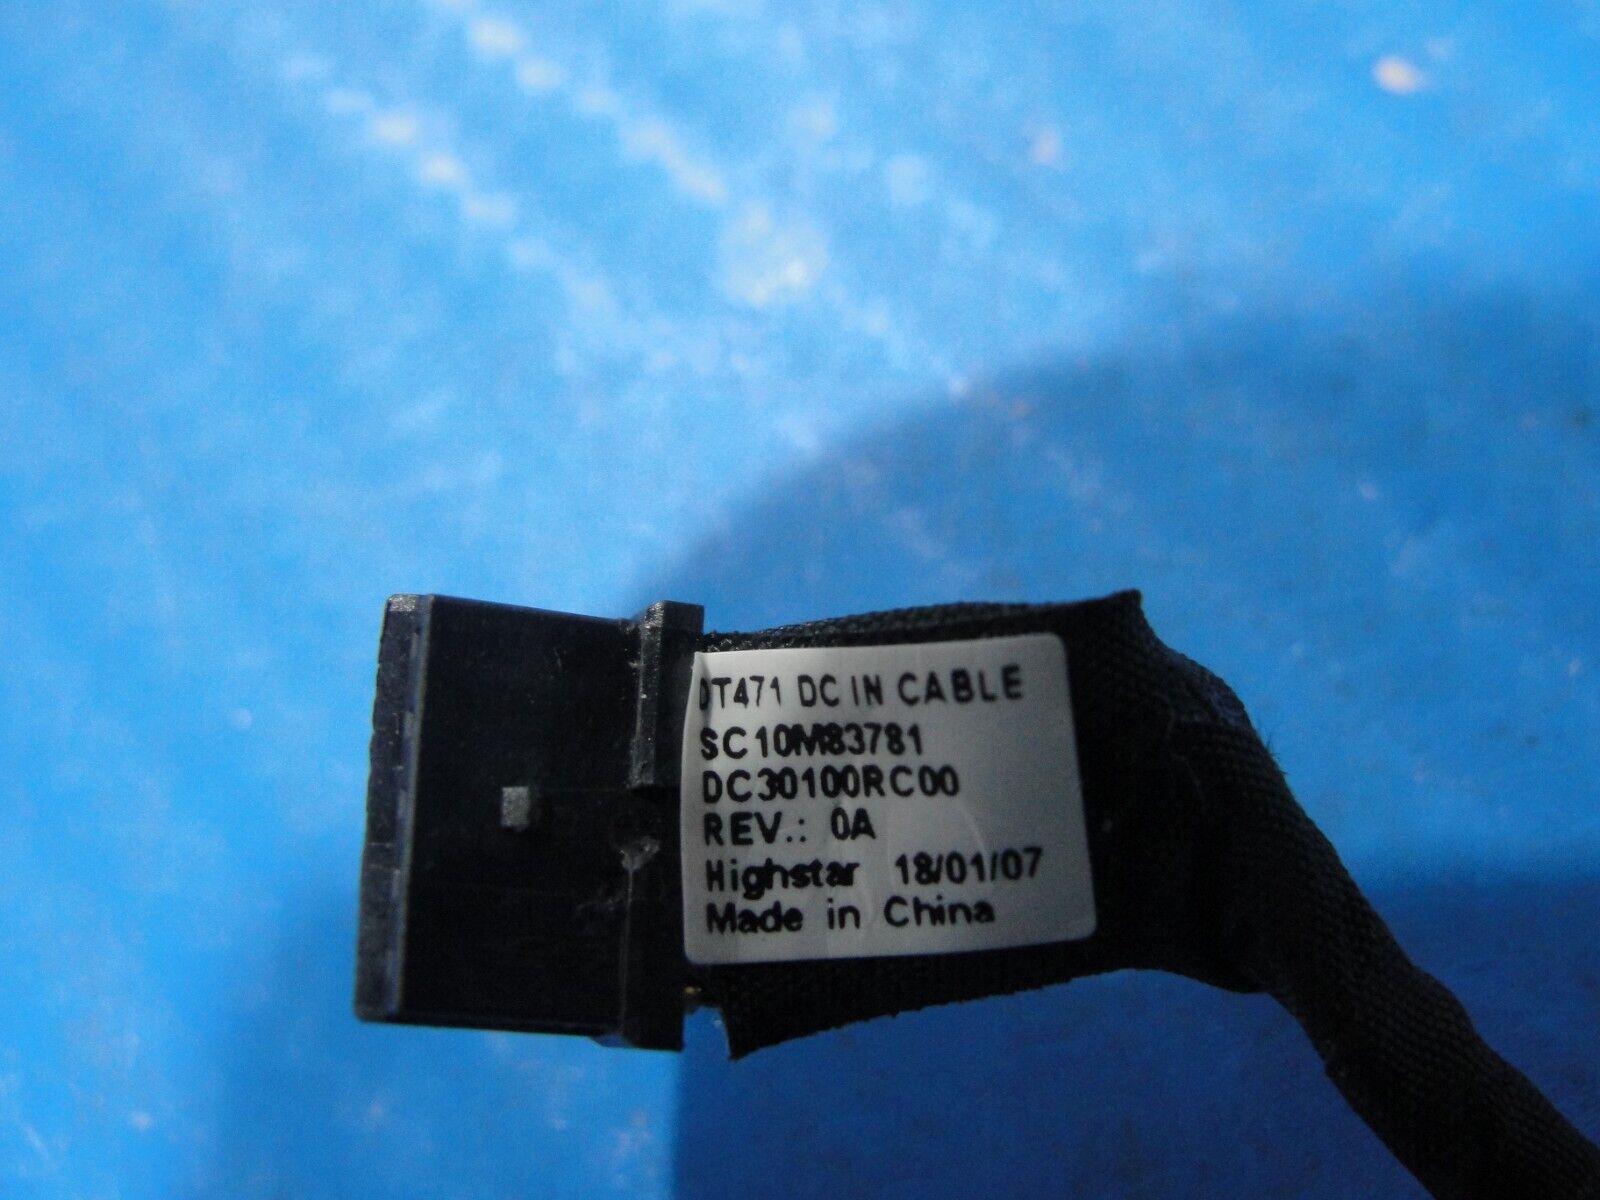 DT471 DC IN CABLE
SC10M83781
DC30100RC00
REV.: 0A
Highstar 18/01/07
Made in China